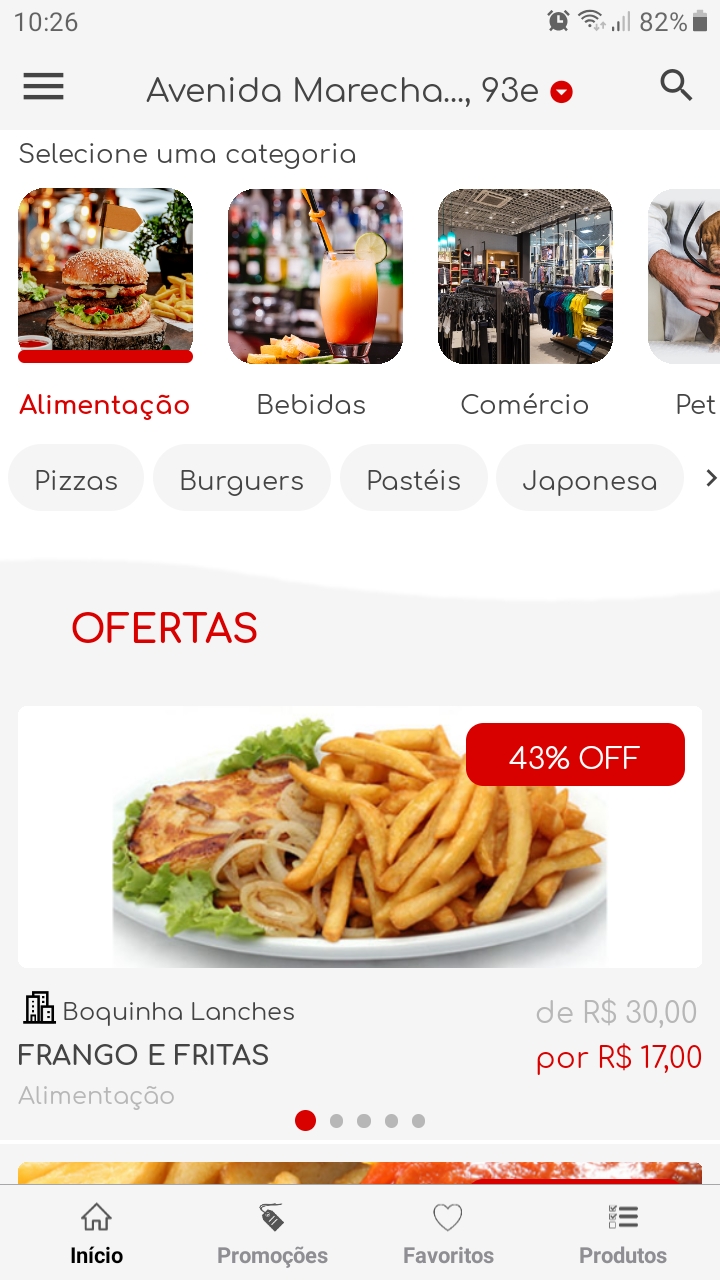 10:26 82%
Avenida Marecha..., 93e
Selecione uma categoria
Alimentação Bebidas Comércio Pet
Pizzas Burguers Pastéis Japonesa
OFERTAS
43% OFF
Boquinha Lanches de R$ 30,00
FRANGO E FRITAS por R$ 17,00
Alimentação
Início Promoções Favoritos Produtos